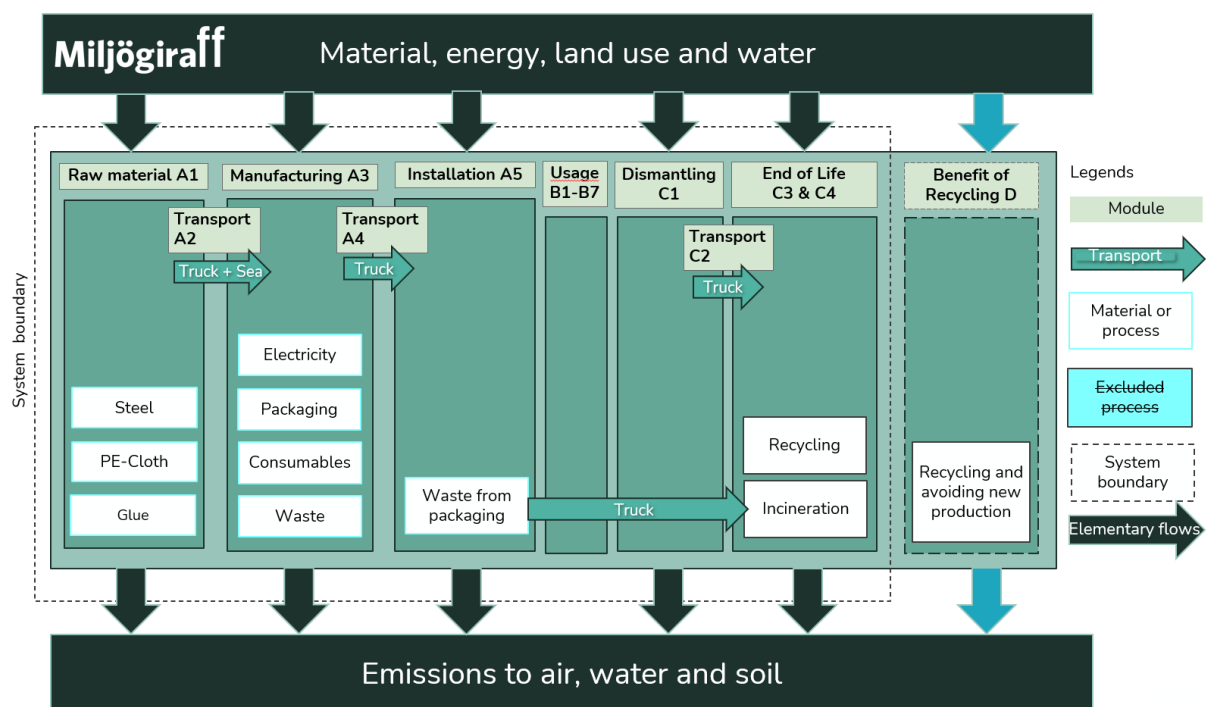 Miljögiraff
Material, energy, land use and water
Raw material A1
Manufacturing A3
Installation A5
Usage
B1-B7
Dismantling
C1
End of Life
C3 & C4
Benefit of
Recycling D
Transport
A2
Truck + Sea
Transport
A4
Truck
Transport
C2
Truck
System boundary
Steel
PE-Cloth
Glue
Electricity
Packaging
Consumables
Waste
Waste from
packaging
Truck
Recycling
Incineration
Recycling and
avoiding new
production
Legends
Module
Transport
Material or
process
Excluded
process
System
boundary
Elementary flows
Emissions to air, water and soil